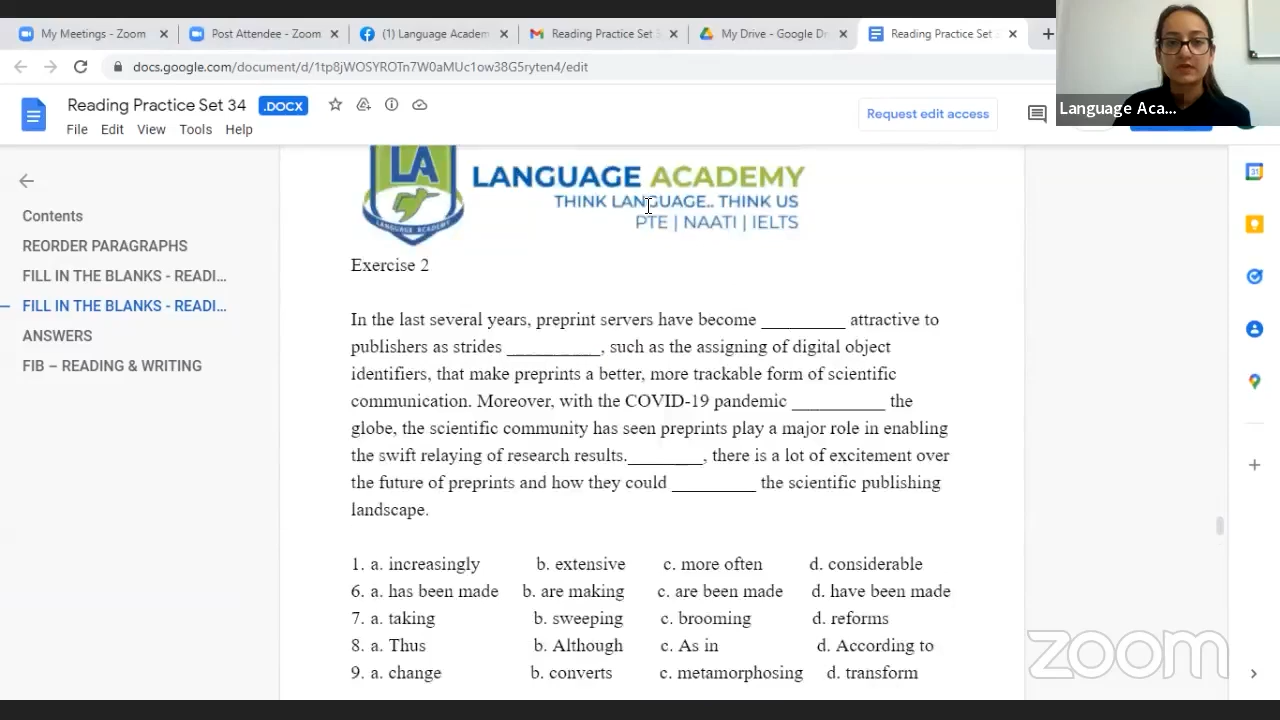 My Meetings - Zoom
Post Attendee - Zoom
(1) Language Academ
Reading Practice Set
My Drive - Google Dr
Reading Practice Set
docs.google.com/document/d/1tp8jWOSYROTn7W0aMUc1ow38G5ryten4/edit
Reading Practice Set 34 .DOCX
Request edit access
Language Aca...
File Edit View Tools Help
Contents
REORDER PARAGRAPHS
FILL IN THE BLANKS - READI...
FILL IN THE BLANKS - READI...
ANSWERS
FIB – READING & WRITING
LA
LANGUAGE ACADEMY
LANGUAGE ACADEMY
THINK LANGUAGE.. THINK US
PTE | NAATI | IELTS
Exercise 2
In the last several years, preprint servers have become _________ attractive to
publishers as strides __________, such as the assigning of digital object
identifiers, that make preprints a better, more trackable form of scientific
communication. Moreover, with the COVID-19 pandemic __________ the
globe, the scientific community has seen preprints play a major role in enabling
the swift relaying of research results.________, there is a lot of excitement over
the future of preprints and how they could _________ the scientific publishing
landscape.
1. a. increasingly b. extensive c. more often d. considerable
6. a. has been made b. are making c. are been made d. have been made
7. a. taking b. sweeping c. brooming d. reforms
8. a. Thus b. Although c. As in d. According to
9. a. change b. converts c. metamorphosing d. transform
31
zoom